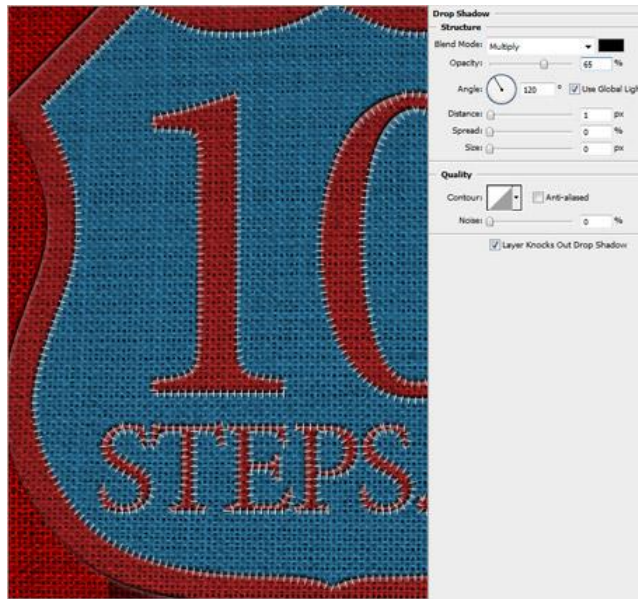 10
STEPS.
Drop Shadow
Structure
Blend Mode: Multiply
Opacity: 65 %
Angle: 120 ° Use Global Ligh
Distance: 1 px
Spread: 0 %
Size: 0 px
Quality
Contour: Anti-aliased
Noise: 0 %
Layer Knocks Out Drop Shadow